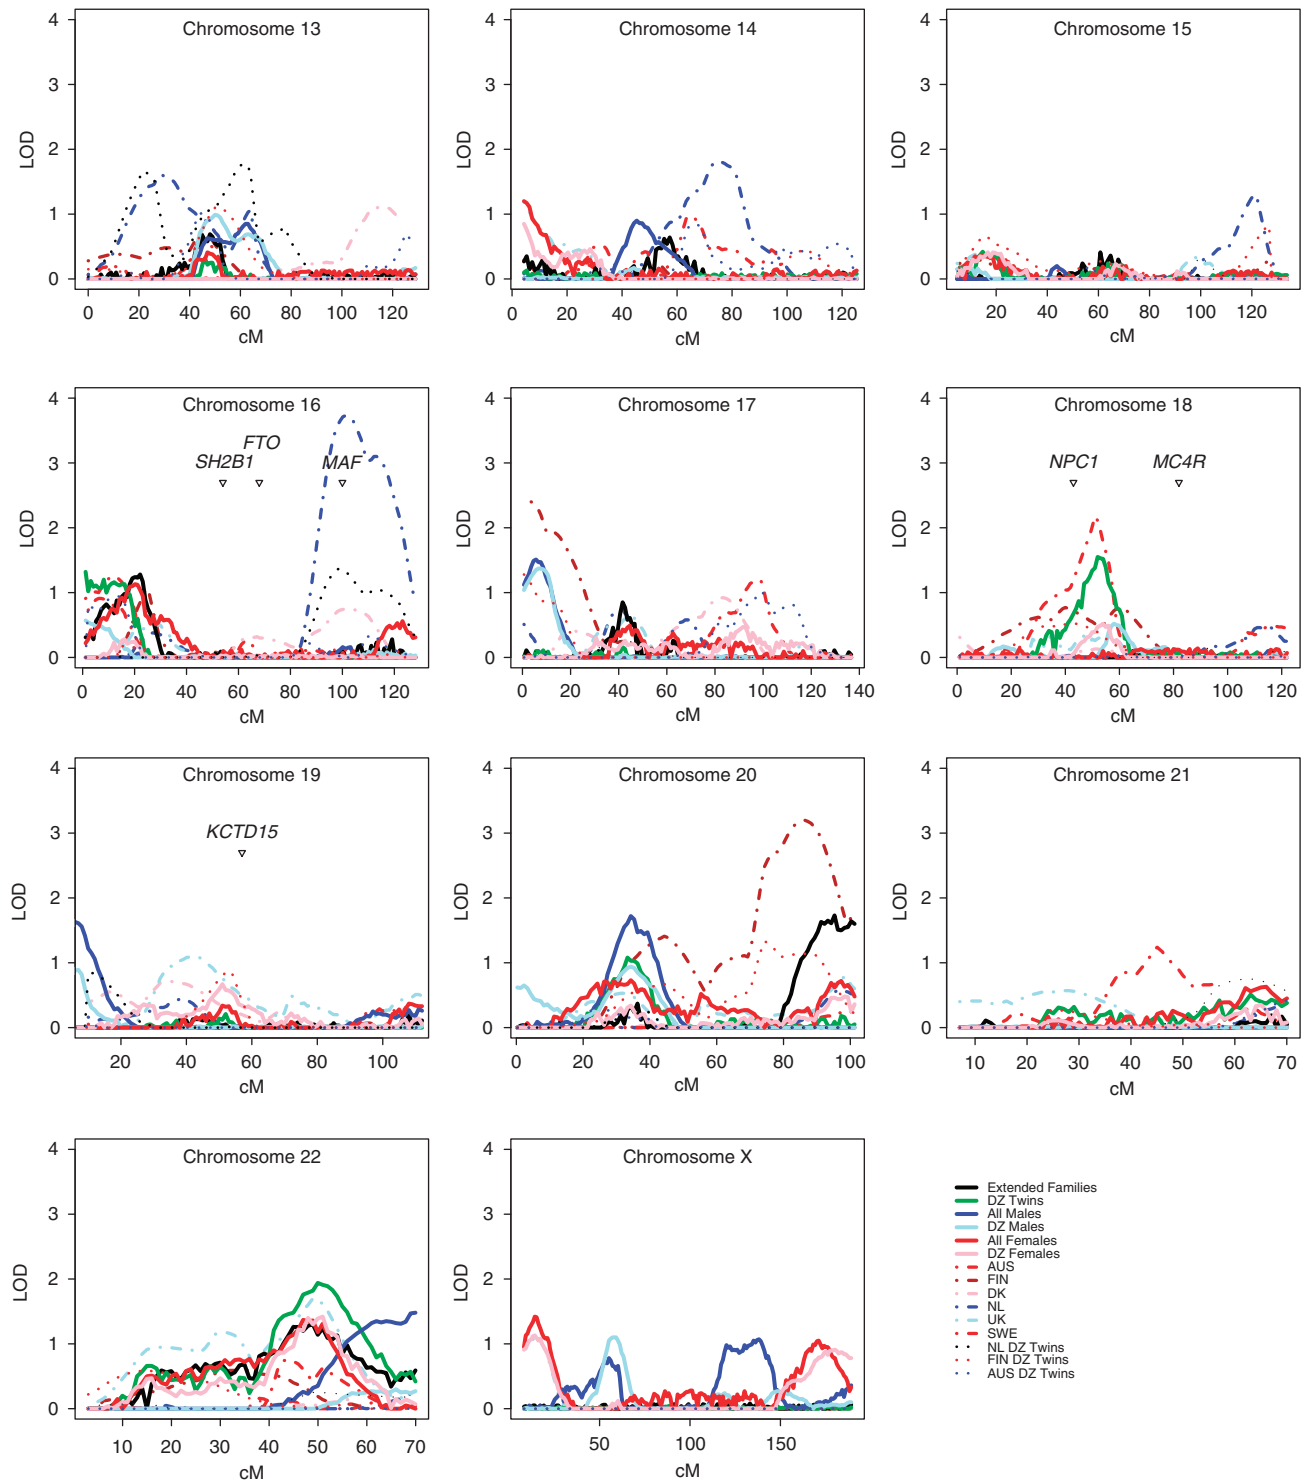 Chromosome 13
Chromosome 14
Chromosome 15
4
3
2
1
0
LOD
0 20 40 60 80 100 120
cM
4
3
2
1
0
LOD
0 20 40 60 80 100 120
cM
4
3
2
1
0
LOD
20 40 60 80 100 120
cM
Chromosome 16
FTO
SH2B1
MAF
4
3
2
1
0
LOD
0 20 40 60 80 100 120
cM
Chromosome 17
4
3
2
1
0
LOD
0 20 40 60 80 100 120 140
cM
Chromosome 18
NPC1
MC4R
4
3
2
1
0
LOD
0 20 40 60 80 100 120
cM
Chromosome 19
KCTD15
4
3
2
1
0
LOD
20 40 60 80 100
cM
Chromosome 20
4
3
2
1
0
LOD
0 20 40 60 80 100
cM
Chromosome 21
4
3
2
1
0
LOD
10 20 30 40 50 60 70
cM
Chromosome 22
4
3
2
1
0
LOD
10 20 30 40 50 60 70
cM
Chromosome X
4
3
2
1
0
LOD
50 100 150
cM
Extended Families
DZ Twins
All Males
DZ Males
All Females
DZ Females
AUS
FIN
DK
NL
UK
SWE
NL DZ Twins
FIN DZ Twins
AUS DZ Twins